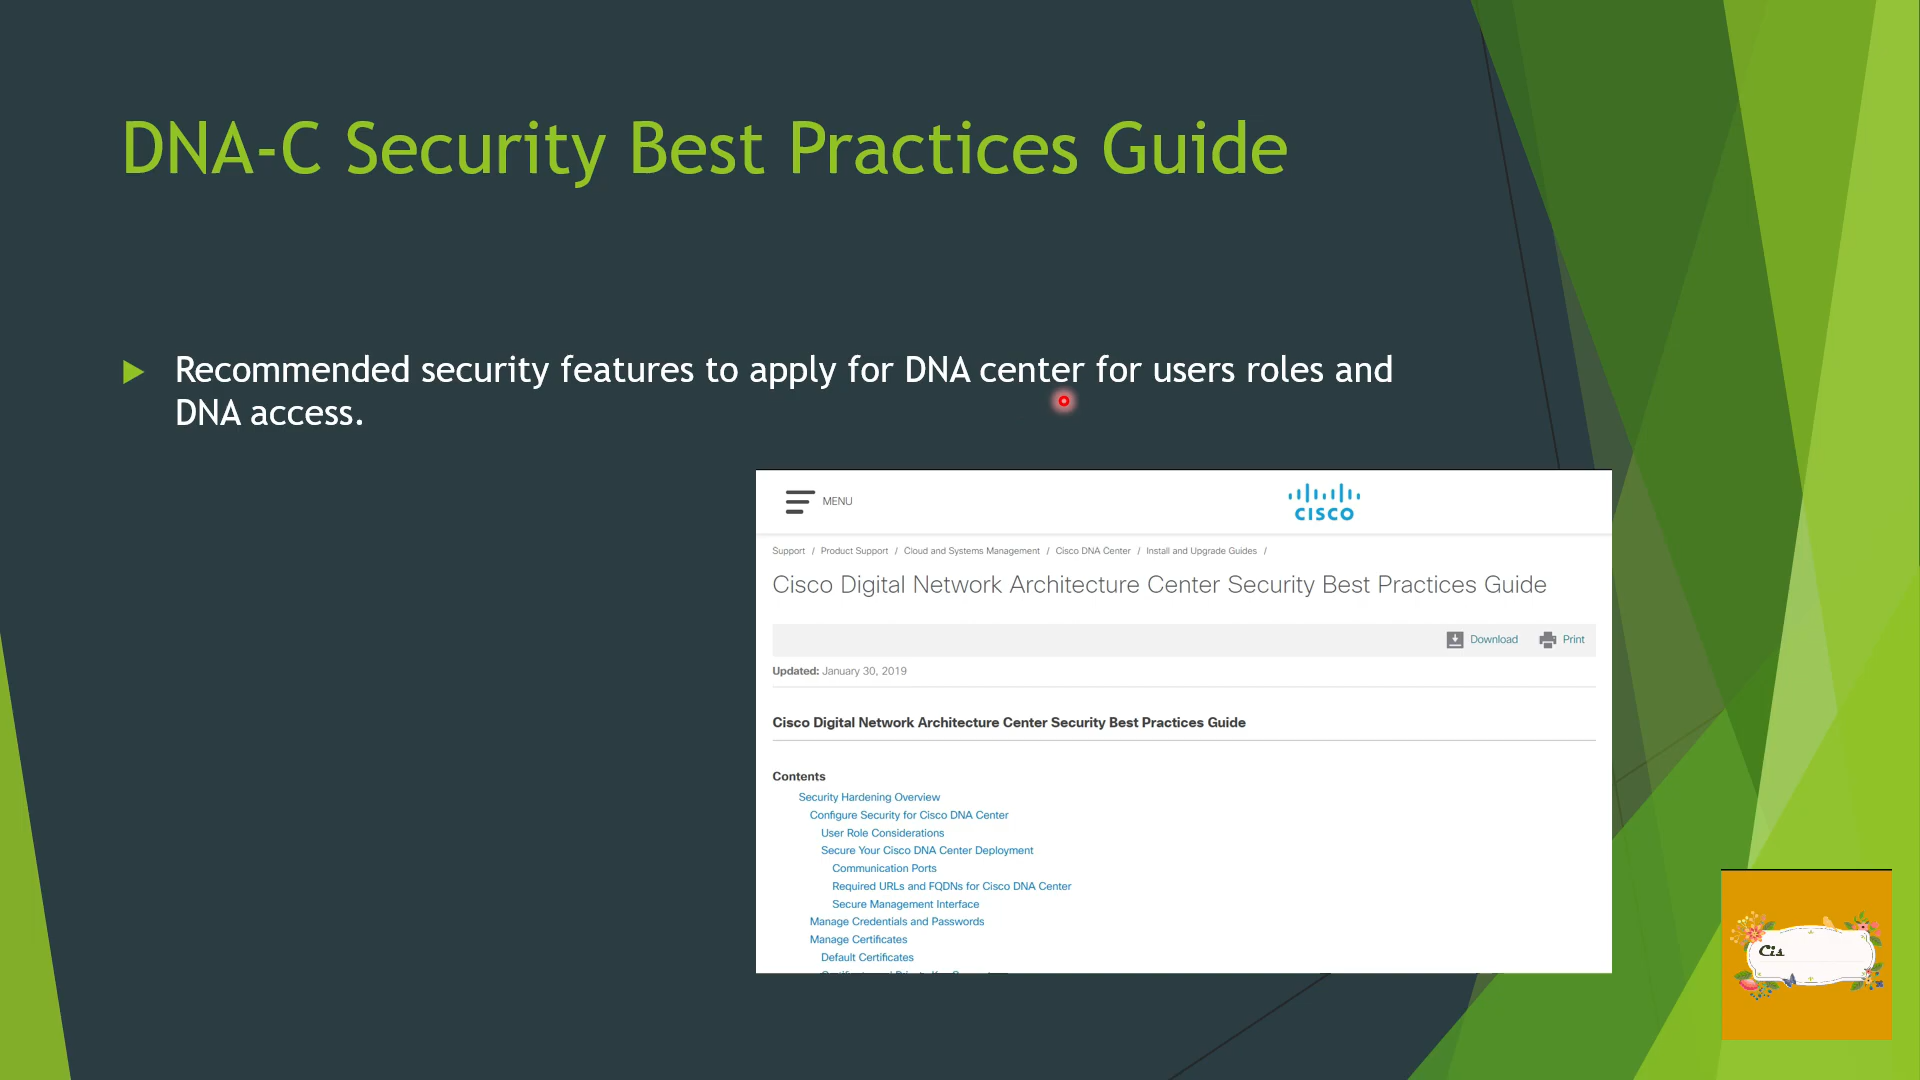 DNA-C Security Best Practices Guide
Recommended security features to apply for DNA center for users roles and
DNA access.
MENU
CISCO
Support / Product Support / Cloud and Systems Management / Cisco DNA Center / Install and Upgrade Guides /
Cisco Digital Network Architecture Center Security Best Practices Guide
Download Print
Updated: January 30, 2019
Cisco Digital Network Architecture Center Security Best Practices Guide
Contents
Security Hardening Overview
Configure Security for Cisco DNA Center
User Role Considerations
Secure Your Cisco DNA Center Deployment
Communication Ports
Required URLs and FQDNs for Cisco DNA Center
Secure Management Interface
Manage Credentials and Passwords
Manage Certificates
Default Certificates
Cis